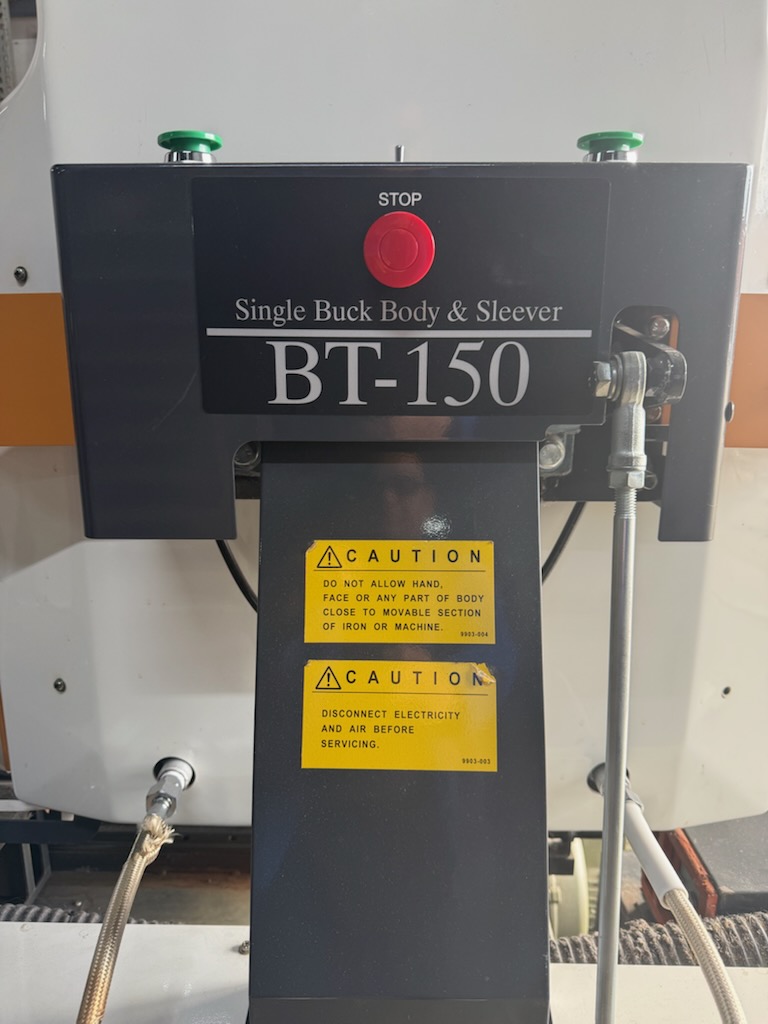 STOP
Single Buck Body & Sleever
BT-150
CAUTION
DO NOT ALLOW HAND,
FACE OR ANY PART OF BODY
CLOSE TO MOVABLE SECTION
OF IRON OR MACHINE.
9903-004
CAUTION
DISCONNECT ELECTRICITY
AND AIR BEFORE
SERVICING.
9903-003